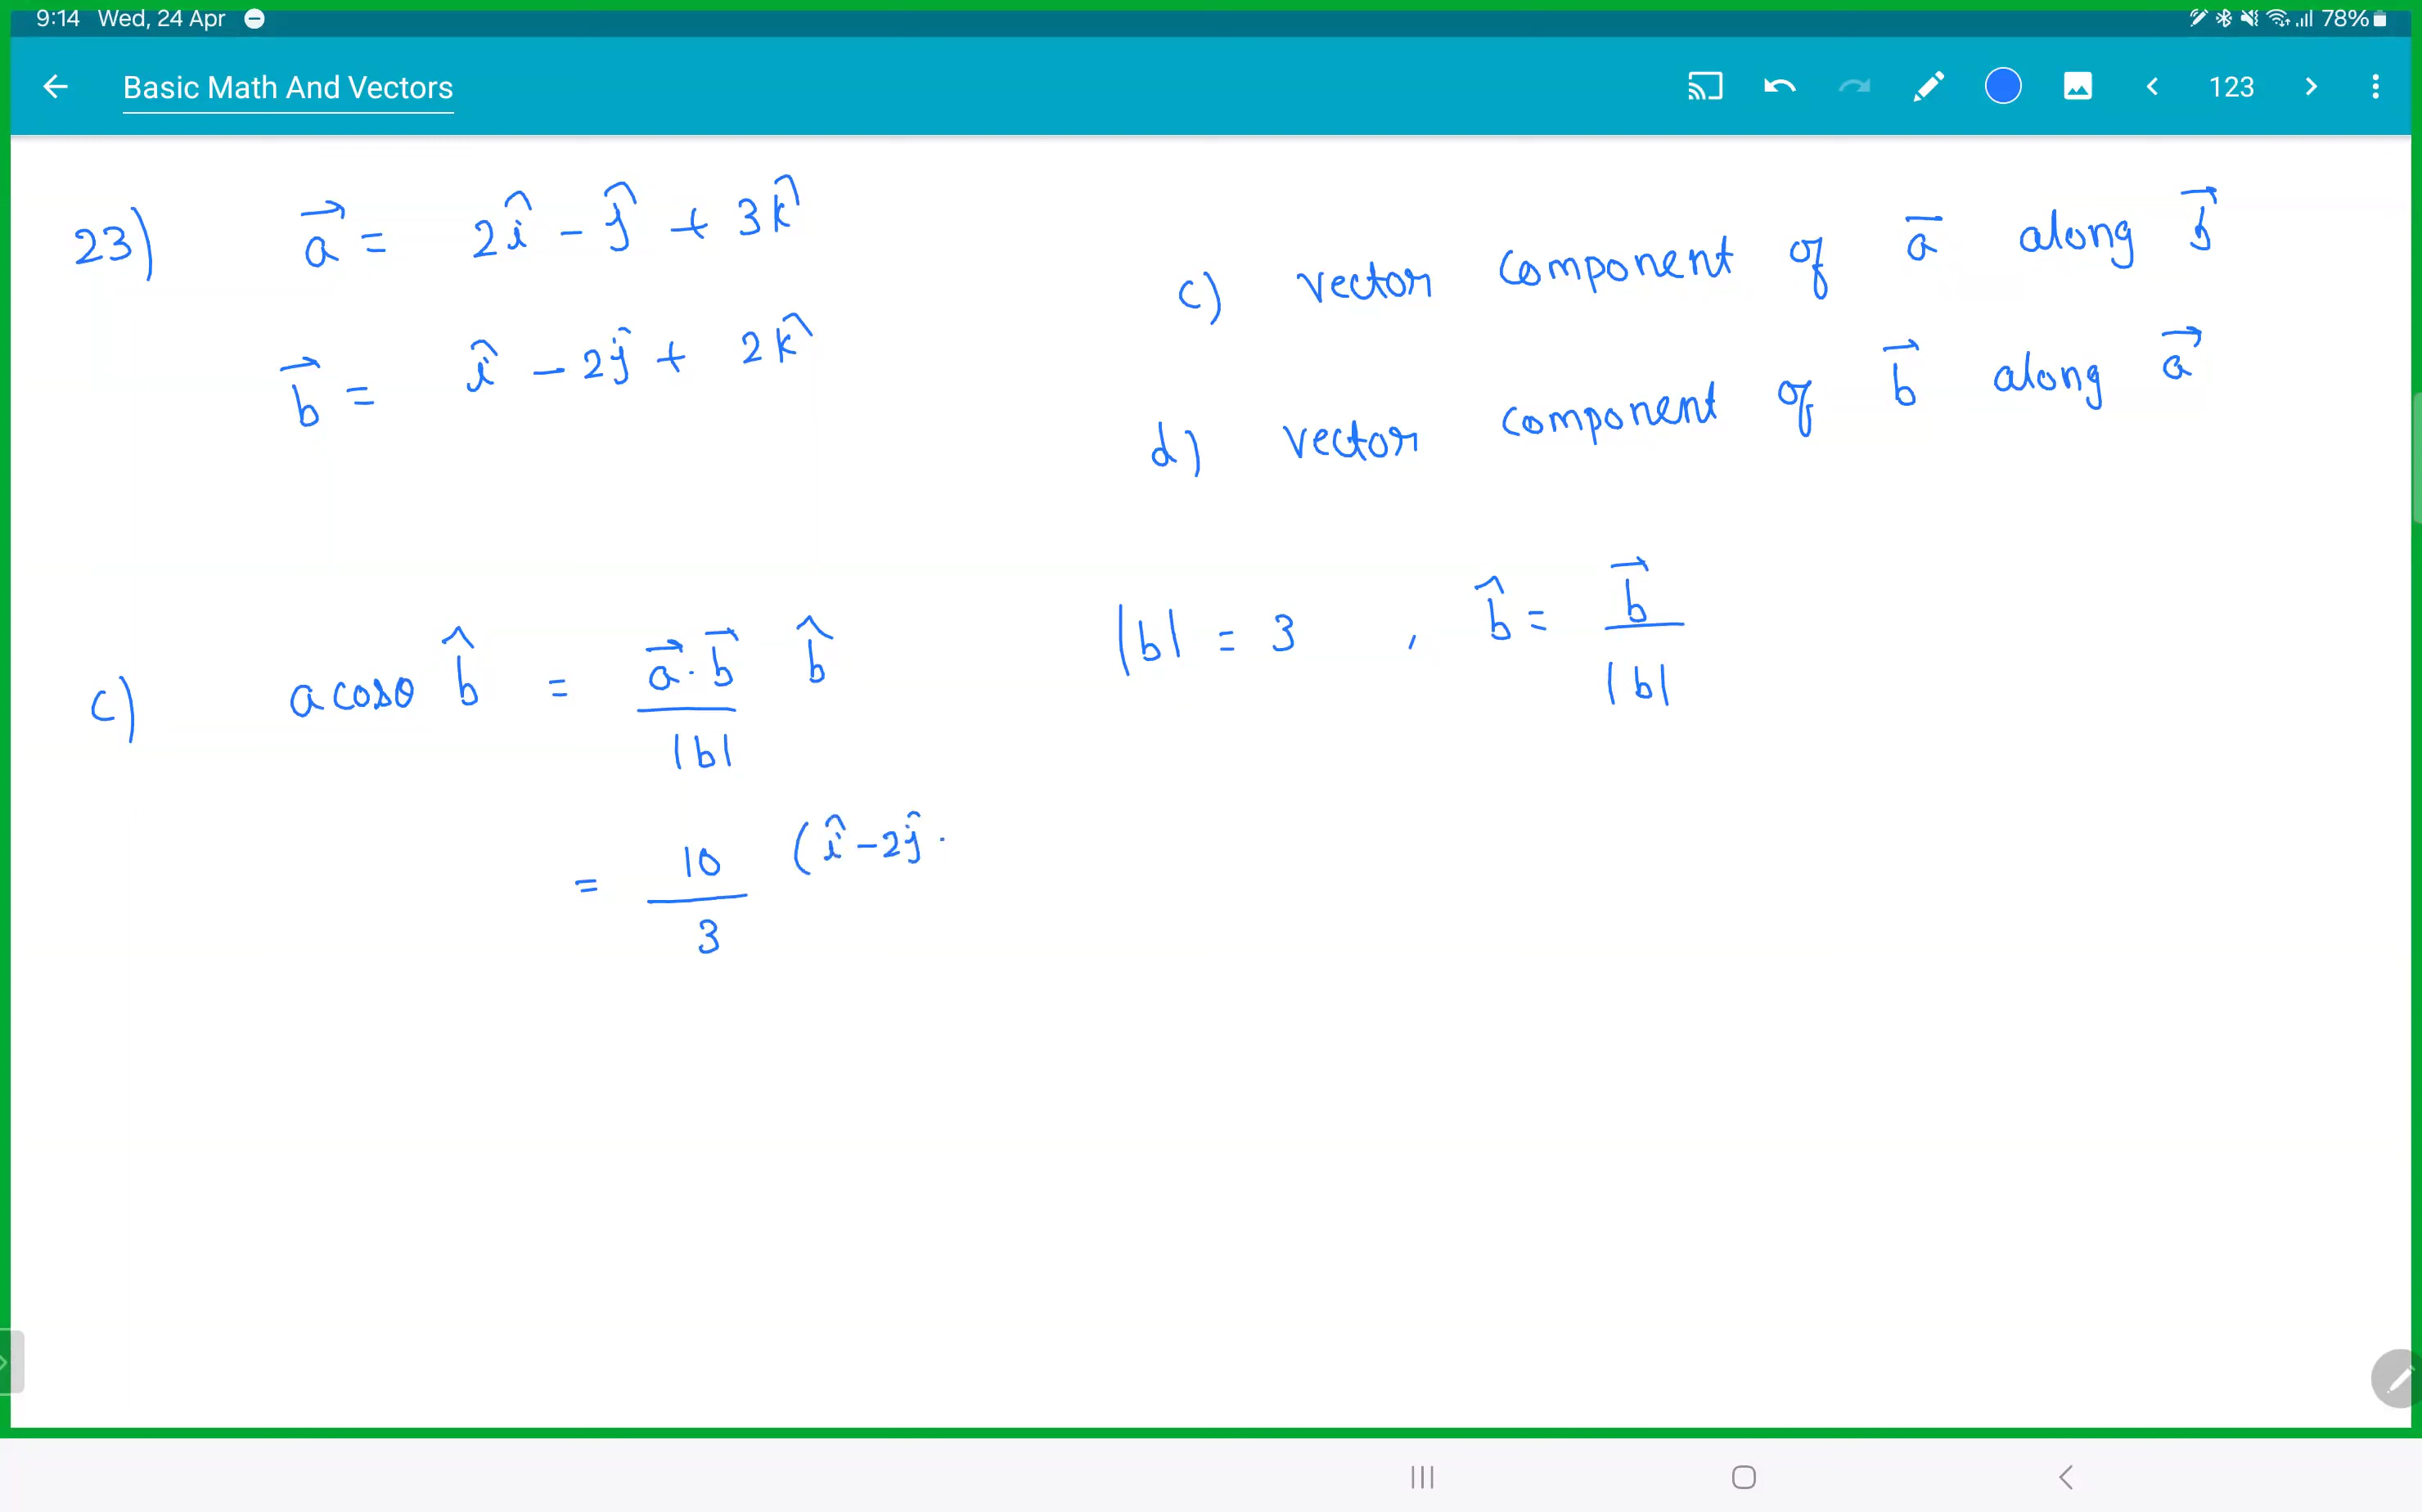 9:14 Wed, 24 Apr 78%
Basic Math And Vectors 123
23) a⃗ = 2î - ĵ + 3k̂
b⃗ = î - 2ĵ + 2k̂
c) vector component of a⃗ along b⃗
d) vector component of b⃗ along a⃗
c) a cosθ b̂ = (a⃗ · b⃗)/|b| b̂
|b| = 3 , b̂ = b⃗/|b|
= 10/3 (î - 2ĵ ·